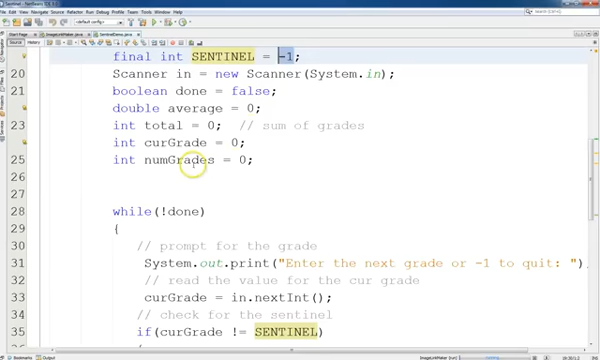 Sentinel - NetBeans IDE
File Edit View Navigate Source Refactor Run Debug Profile Team Tools Window Help
<default config>
Start Page ImageLinkMaker.java SentinelDemo.java
Source History
final int SENTINEL = -1;
20 Scanner in = new Scanner(System.in);
21 boolean done = false;
double average = 0;
23 int total = 0; // sum of grades
int curGrade = 0;
25 int numGrades = 0;
26
27
28 while(!done)
29 {
30 // prompt for the grade
31 System.out.print("Enter the next grade or -1 to quit: ")
32 // read the value for the cur grade
33 curGrade = in.nextInt();
34 // check for the sentinel
35 if(curGrade != SENTINEL)
36 {
Output